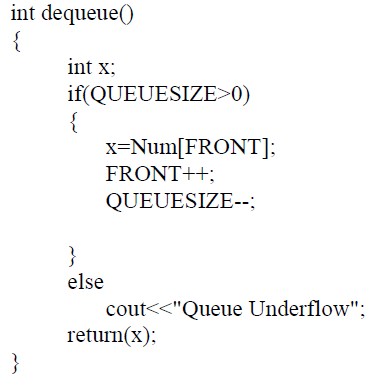 int dequeue()
{
int x;
if(QUEUESIZE>0)
{
x=Num[FRONT];
FRONT++;
QUEUESIZE--;
}
else
cout<<"Queue Underflow";
return(x);
}